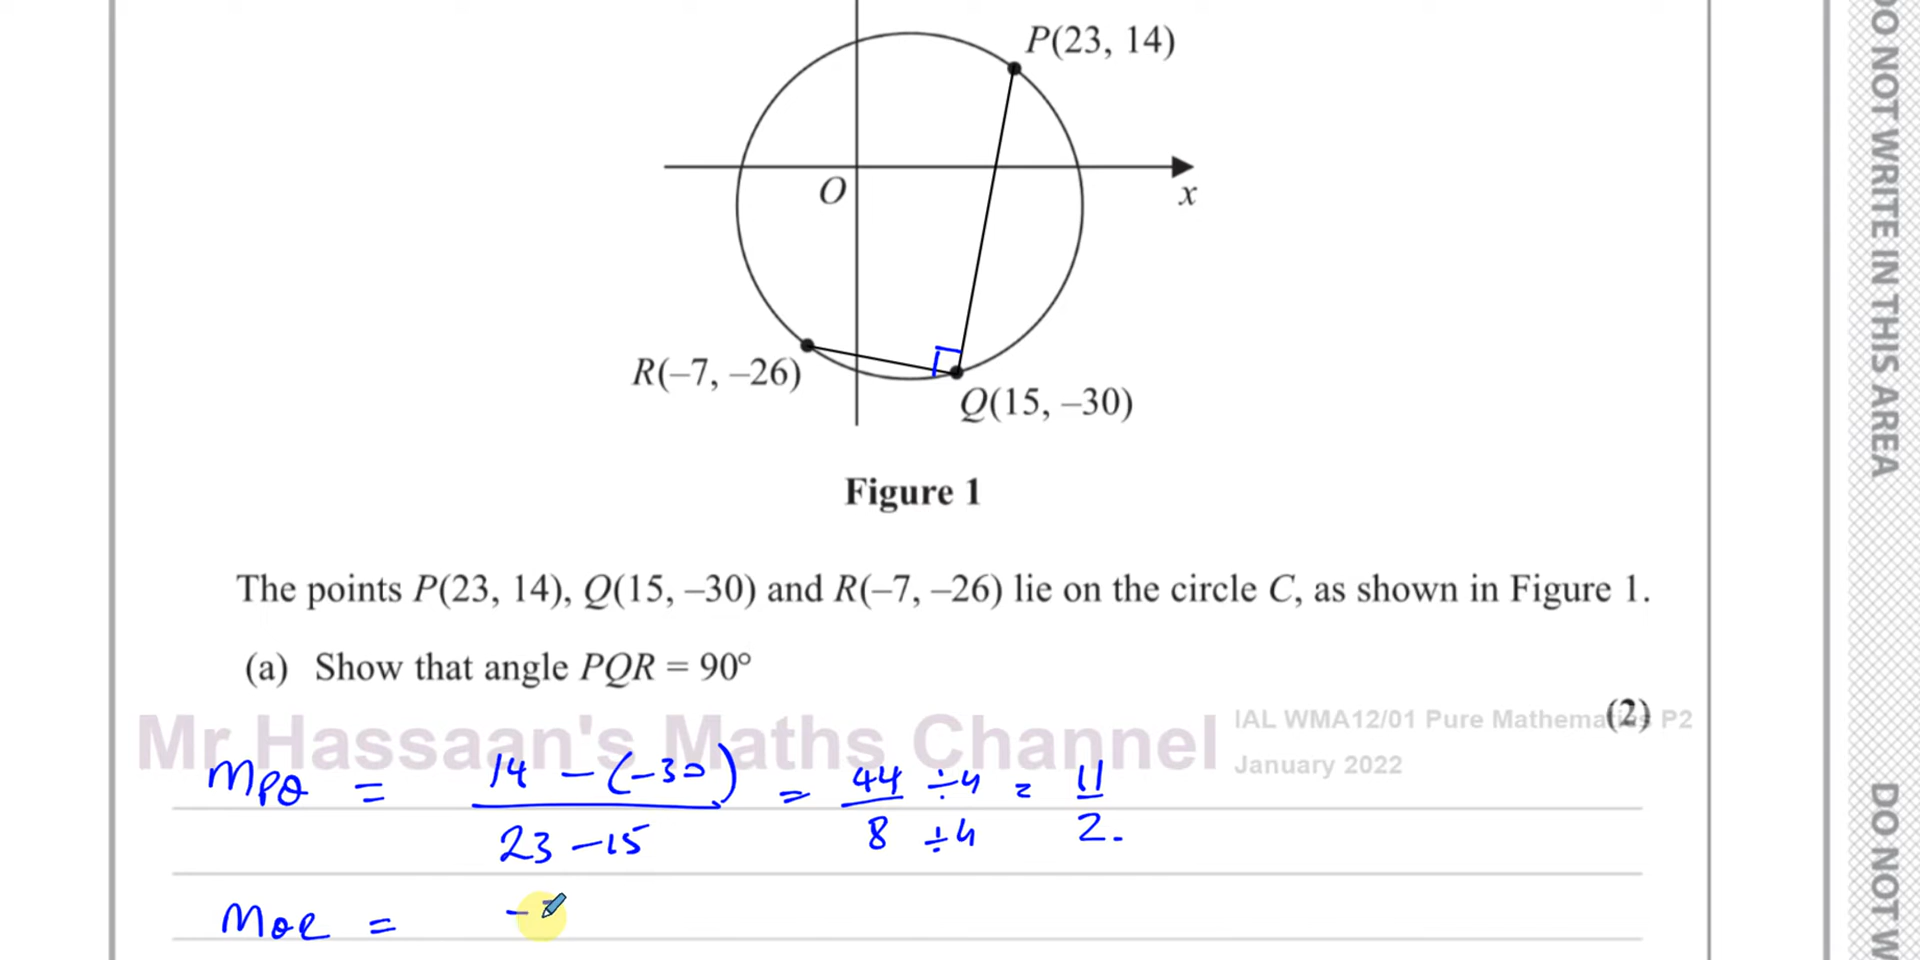 P(23, 14)
O
x
R(–7, –26)
Q(15, –30)
Figure 1
The points P(23, 14), Q(15, –30) and R(–7, –26) lie on the circle C, as shown in Figure 1.
(a) Show that angle PQR = 90°
(2)
Mr Hassaan's Maths Channel
IAL WMA12/01 Pure Mathematics P2
January 2022
MPQ = 14 – (–30) / 23 – 15 = 44 ÷4 / 8 ÷4 = 11 / 2.
MQR =
DO NOT WRITE IN THIS AREA
DO NOT W